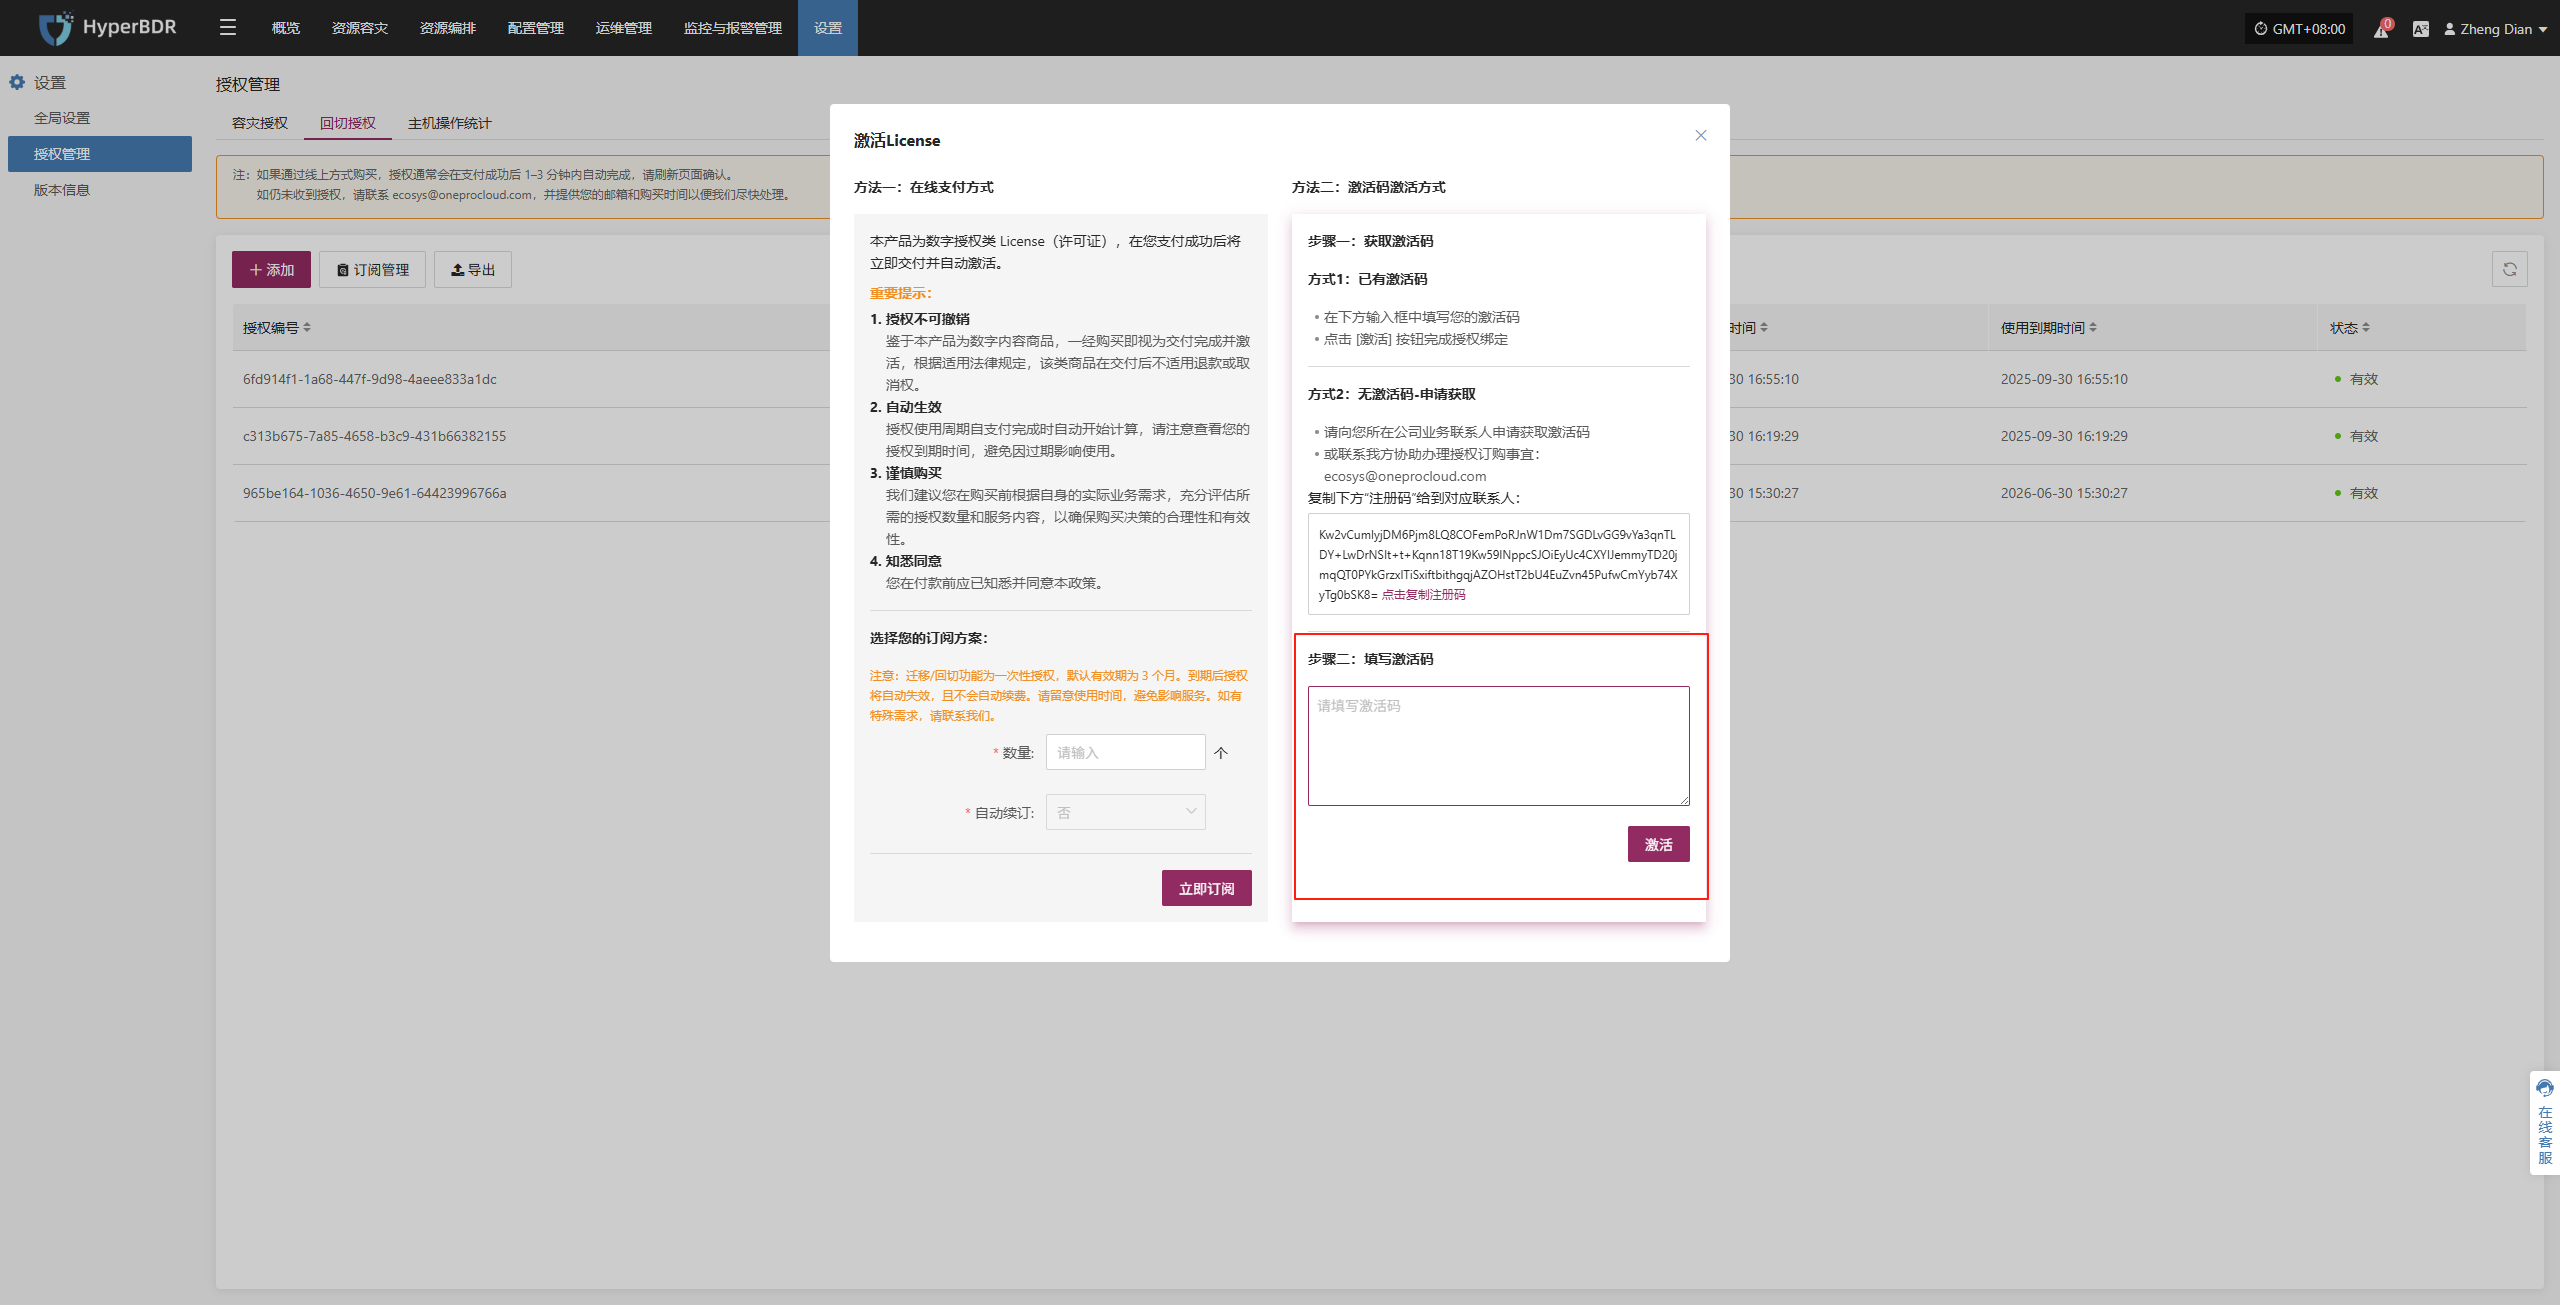 HyperBDR
概览
资源容灾
资源编排
配置管理
运维管理
监控与报警管理
设置
GMT+08:00
0
Zheng Dian
设置
全局设置
授权管理
版本信息
授权管理
容灾授权
回切授权
主机操作统计
注：如果通过线上方式购买，授权通常会在支付成功后 1–3 分钟内自动完成，请刷新页面确认。
如仍未收到授权，请联系 ecosys@oneprocloud.com，并提供您的邮箱和购买时间以便我们尽快处理。
添加
订阅管理
导出
授权编号
时间
使用到期时间
状态
6fd914f1-1a68-447f-9d98-4aeee833a1dc
30 16:55:10
2025-09-30 16:55:10
有效
c313b675-7a85-4658-b3c9-431b66382155
30 16:19:29
2025-09-30 16:19:29
有效
965be164-1036-4650-9e61-64423996766a
30 15:30:27
2026-06-30 15:30:27
有效
激活License
方法一：在线支付方式
本产品为数字授权类 License（许可证），在您支付成功后将
立即交付并自动激活。
重要提示：
1. 授权不可撤销
鉴于本产品为数字内容商品，一经购买即视为交付完成并激
活，根据适用法律规定，该类商品在交付后不适用退款或取
消权。
2. 自动生效
授权使用周期自支付完成时自动开始计算，请注意查看您的
授权到期时间，避免因过期影响使用。
3. 谨慎购买
我们建议您在购买前根据自身的实际业务需求，充分评估所
需的授权数量和服务内容，以确保购买决策的合理性和有效
性。
4. 知悉同意
您在付款前应已知悉并同意本政策。
选择您的订阅方案：
注意：迁移/回切功能为一次性授权，默认有效期为 3 个月。到期后授权
将自动失效，且不会自动续费。请留意使用时间，避免影响服务。如有
特殊需求，请联系我们。
* 数量:
请输入
个
* 自动续订:
否
立即订阅
方法二：激活码激活方式
步骤一：获取激活码
方式1：已有激活码
• 在下方输入框中填写您的激活码
• 点击 [激活] 按钮完成授权绑定
方式2：无激活码-申请获取
• 请向您所在公司业务联系人申请获取激活码
• 或联系我方协助办理授权订购事宜：
ecosys@oneprocloud.com
复制下方“注册码”给到对应联系人：
Kw2vCumIyjDM6Pjm8LQ8COFemPoRJnW1Dm7SGDLvGG9vYa3qnTL
DY+LwDrNSIt+t+Kqnn18T19Kw59INppcSJOiEyUc4CXYIJemmyTD20j
mqQT0PYkGrzxITiSxiftbithgqjAZOHstT2bU4EuZvn45PufwCmYyb74X
yTg0bSK8= 点击复制注册码
步骤二：填写激活码
请填写激活码
激活
在
线
客
服